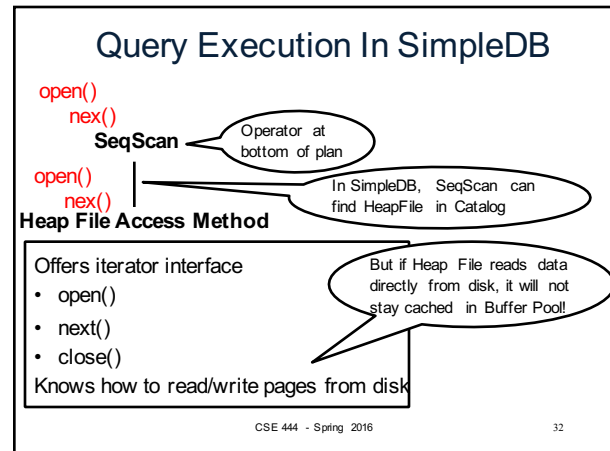 Query Execution In SimpleDB
open()
nex()
SeqScan
Operator at
bottom of plan
open()
nex()
In SimpleDB, SeqScan can
find HeapFile in Catalog
Heap File Access Method
Offers iterator interface
• open()
• next()
• close()
Knows how to read/write pages from disk
But if Heap File reads data
directly from disk, it will not
stay cached in Buffer Pool!
CSE 444 - Spring 2016
32